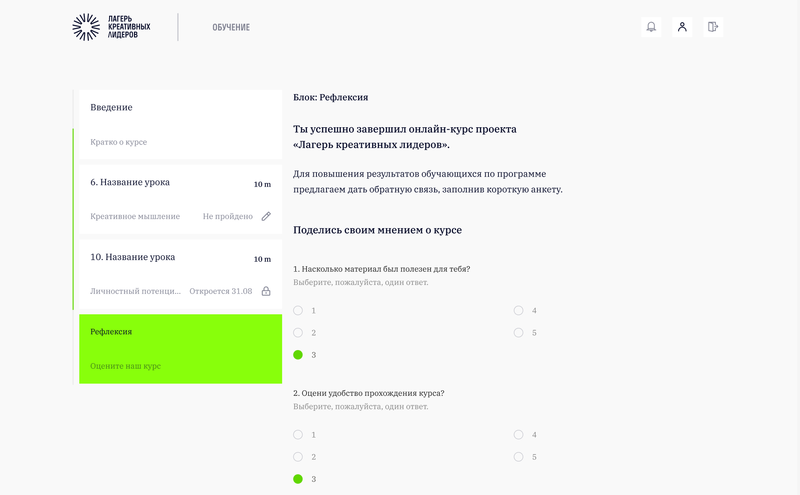 ЛАГЕРЬ
КРЕАТИВНЫХ
ЛИДЕРОВ
ОБУЧЕНИЕ
Введение
Кратко о курсе
6. Название урока
10 m
Креативное мышление
Не пройдено
10. Название урока
10 m
Личностный потенци...
Откроется 31.08
Рефлексия
Оцените наш курс
Блок: Рефлексия
Ты успешно завершил онлайн-курс проекта
«Лагерь креативных лидеров».
Для повышения результатов обучающихся по программе
предлагаем дать обратную связь, заполнив короткую анкету.
Поделись своим мнением о курсе
1. Насколько материал был полезен для тебя?
Выберите, пожалуйста, один ответ.
1
2
3
4
5
2. Оцени удобство прохождения курса?
Выберите, пожалуйста, один ответ.
1
2
3
4
5